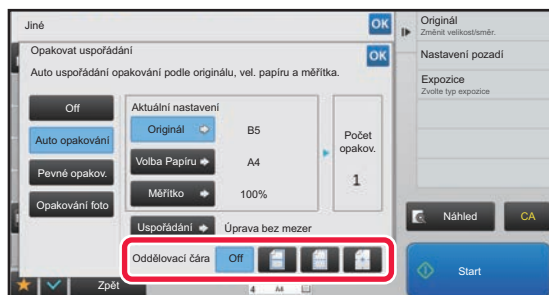 Jiné
OK
Opakovat uspořádání
OK
Auto uspořádání opakování podle originálu, vel. papíru a měřítka.
Off
Auto opakování
Pevné opakov.
Opakování foto
Aktuální nastavení
Originál
B5
Volba Papíru
A4
Měřítko
100%
Počet
opakov.
1
Uspořádání
Úprava bez mezer
Oddělovací čára
Off
Zpět
4
A4
Originál
Změnit velikost/směr.
Nastavení pozadí
Expozice
Zvolte typ expozice
Náhled
CA
Start